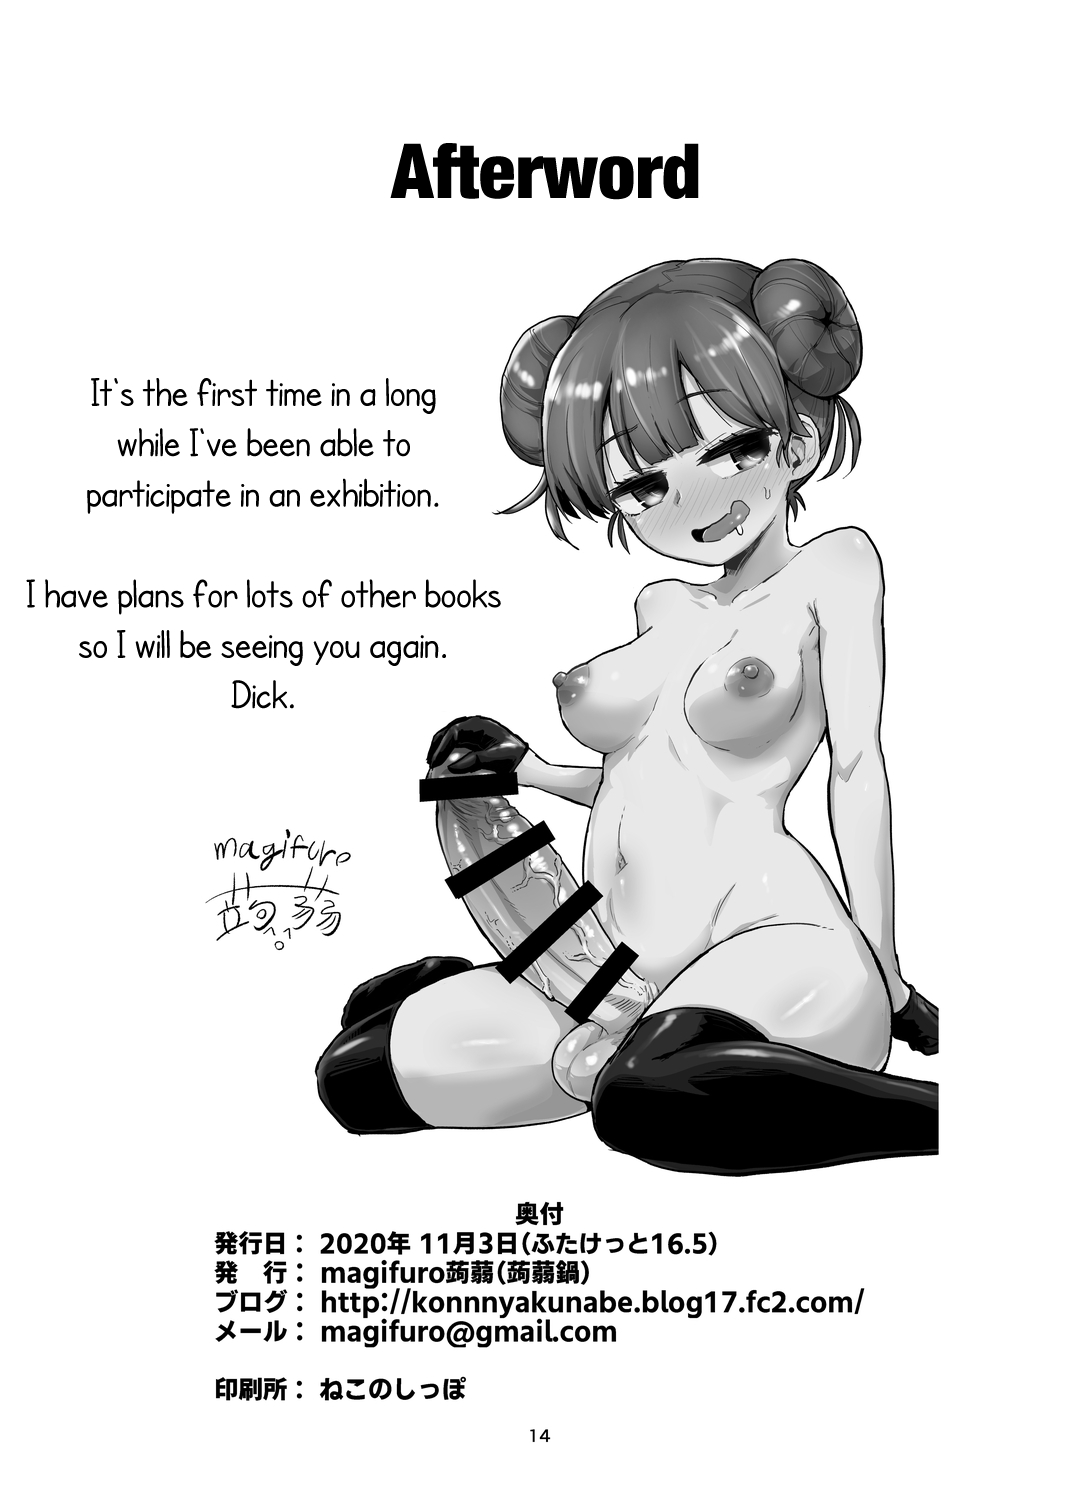 Afterword
It's the first time in a long
while I've been able to
participate in an exhibition.
I have plans for lots of other books
so I will be seeing you again.
Dick.
magifuro
蒟蒻
奥付
発行日： 2020年 11月3日(ふたけっと16.5)
発　行： magifuro蒟蒻(蒟蒻鍋)
ブログ： http://konnnyakunabe.blog17.fc2.com/
メール： magifuro@gmail.com
印刷所： ねこのしっぽ
14